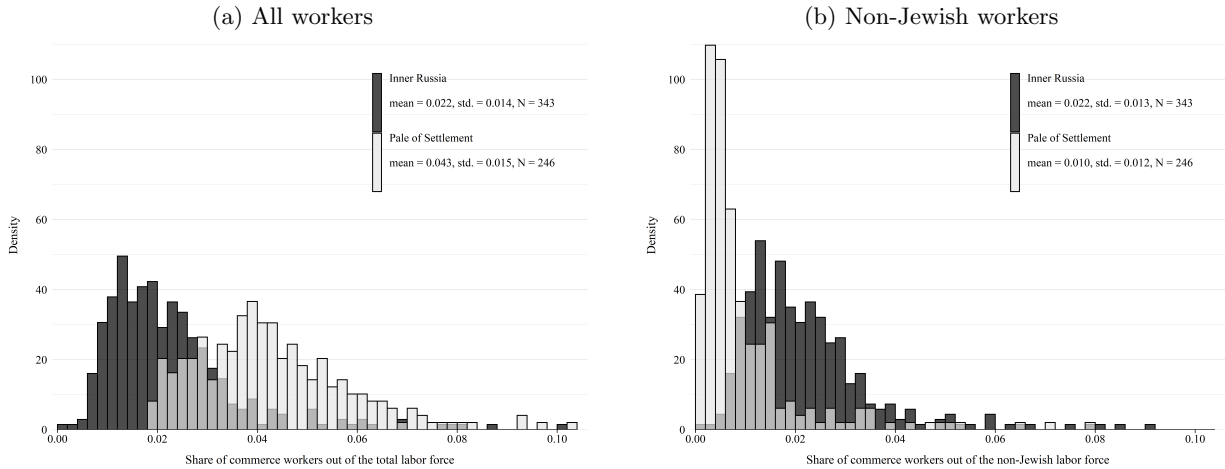 (a) All workers
100
80
60
40
20
0
Density
Inner Russia
mean = 0.022, std. = 0.014, N = 343
Pale of Settlement
mean = 0.043, std. = 0.015, N = 246
0.00 0.02 0.04 0.06 0.08 0.10
Share of commerce workers out of the total labor force
(b) Non-Jewish workers
100
80
60
40
20
0
Density
Inner Russia
mean = 0.022, std. = 0.013, N = 343
Pale of Settlement
mean = 0.010, std. = 0.012, N = 246
0.00 0.02 0.04 0.06 0.08 0.10
Share of commerce workers out of the non-Jewish labor force